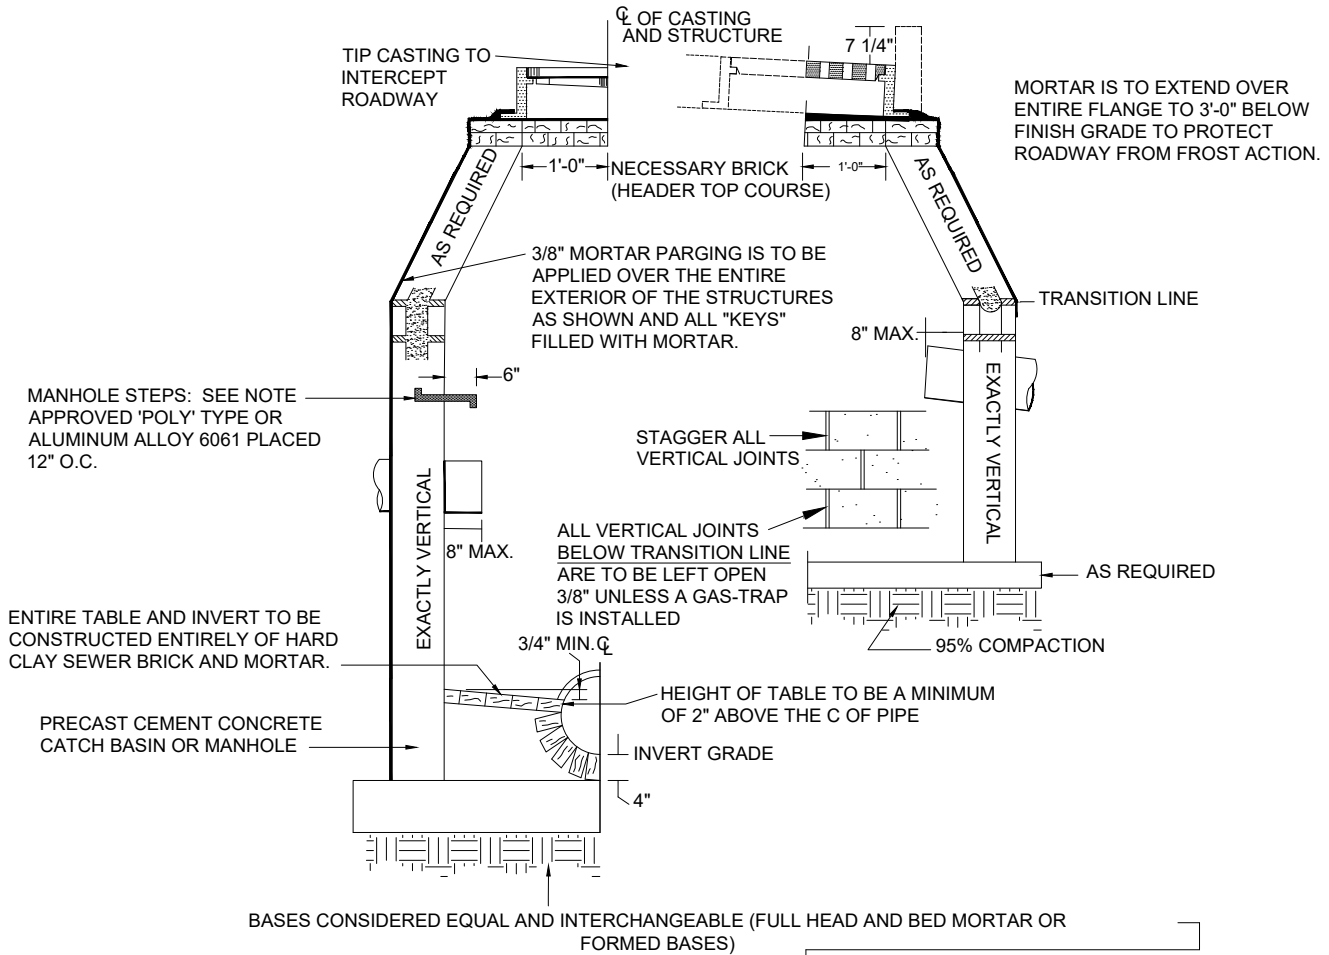 ℄ OF CASTING
AND STRUCTURE
7 1/4"
TIP CASTING TO
INTERCEPT
ROADWAY
MORTAR IS TO EXTEND OVER
ENTIRE FLANGE TO 3'-0" BELOW
FINISH GRADE TO PROTECT
ROADWAY FROM FROST ACTION.
1'-0"
NECESSARY BRICK
(HEADER TOP COURSE)
1'-0"
AS REQUIRED
AS REQUIRED
3/8" MORTAR PARGING IS TO BE
APPLIED OVER THE ENTIRE
EXTERIOR OF THE STRUCTURES
AS SHOWN AND ALL "KEYS"
FILLED WITH MORTAR.
TRANSITION LINE
8" MAX.
6"
MANHOLE STEPS: SEE NOTE
APPROVED 'POLY' TYPE OR
ALUMINUM ALLOY 6061 PLACED
12" O.C.
STAGGER ALL
VERTICAL JOINTS
EXACTLY VERTICAL
EXACTLY VERTICAL
8" MAX.
ALL VERTICAL JOINTS
BELOW TRANSITION LINE
ARE TO BE LEFT OPEN
3/8" UNLESS A GAS-TRAP
IS INSTALLED
AS REQUIRED
95% COMPACTION
ENTIRE TABLE AND INVERT TO BE
CONSTRUCTED ENTIRELY OF HARD
CLAY SEWER BRICK AND MORTAR.
3/4" MIN.
℄
HEIGHT OF TABLE TO BE A MINIMUM
OF 2" ABOVE THE C OF PIPE
PRECAST CEMENT CONCRETE
CATCH BASIN OR MANHOLE
INVERT GRADE
4"
BASES CONSIDERED EQUAL AND INTERCHANGEABLE (FULL HEAD AND BED MORTAR OR
FORMED BASES)